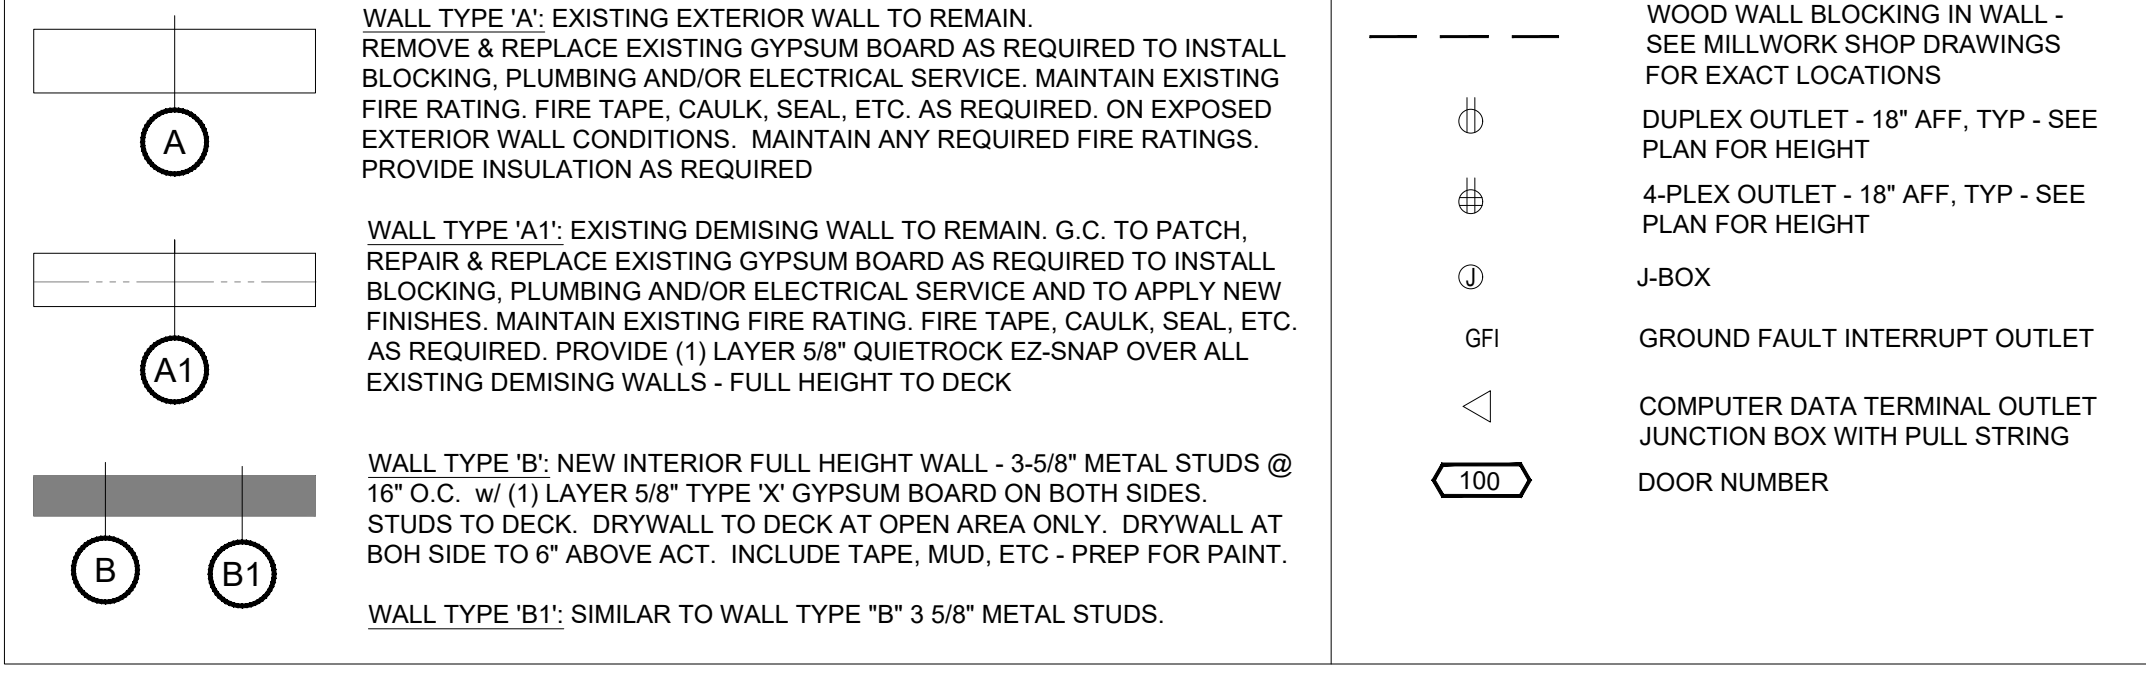 WALL TYPE 'A': EXISTING EXTERIOR WALL TO REMAIN.
REMOVE & REPLACE EXISTING GYPSUM BOARD AS REQUIRED TO INSTALL
BLOCKING, PLUMBING AND/OR ELECTRICAL SERVICE. MAINTAIN EXISTING
FIRE RATING. FIRE TAPE, CAULK, SEAL, ETC. AS REQUIRED. ON EXPOSED
EXTERIOR WALL CONDITIONS. MAINTAIN ANY REQUIRED FIRE RATINGS.
PROVIDE INSULATION AS REQUIRED
A
WALL TYPE 'A1': EXISTING DEMISING WALL TO REMAIN. G.C. TO PATCH,
REPAIR & REPLACE EXISTING GYPSUM BOARD AS REQUIRED TO INSTALL
BLOCKING, PLUMBING AND/OR ELECTRICAL SERVICE AND TO APPLY NEW
FINISHES. MAINTAIN EXISTING FIRE RATING. FIRE TAPE, CAULK, SEAL, ETC.
AS REQUIRED. PROVIDE (1) LAYER 5/8" QUIETROCK EZ-SNAP OVER ALL
EXISTING DEMISING WALLS - FULL HEIGHT TO DECK
A1
WALL TYPE 'B': NEW INTERIOR FULL HEIGHT WALL - 3-5/8" METAL STUDS @
16" O.C. w/ (1) LAYER 5/8" TYPE 'X' GYPSUM BOARD ON BOTH SIDES.
STUDS TO DECK. DRYWALL TO DECK AT OPEN AREA ONLY. DRYWALL AT
BOH SIDE TO 6" ABOVE ACT. INCLUDE TAPE, MUD, ETC - PREP FOR PAINT.
B B1
WALL TYPE 'B1': SIMILAR TO WALL TYPE "B" 3 5/8" METAL STUDS.
WOOD WALL BLOCKING IN WALL -
SEE MILLWORK SHOP DRAWINGS
FOR EXACT LOCATIONS
DUPLEX OUTLET - 18" AFF, TYP - SEE
PLAN FOR HEIGHT
4-PLEX OUTLET - 18" AFF, TYP - SEE
PLAN FOR HEIGHT
J J-BOX
GFI GROUND FAULT INTERRUPT OUTLET
COMPUTER DATA TERMINAL OUTLET
JUNCTION BOX WITH PULL STRING
100 DOOR NUMBER